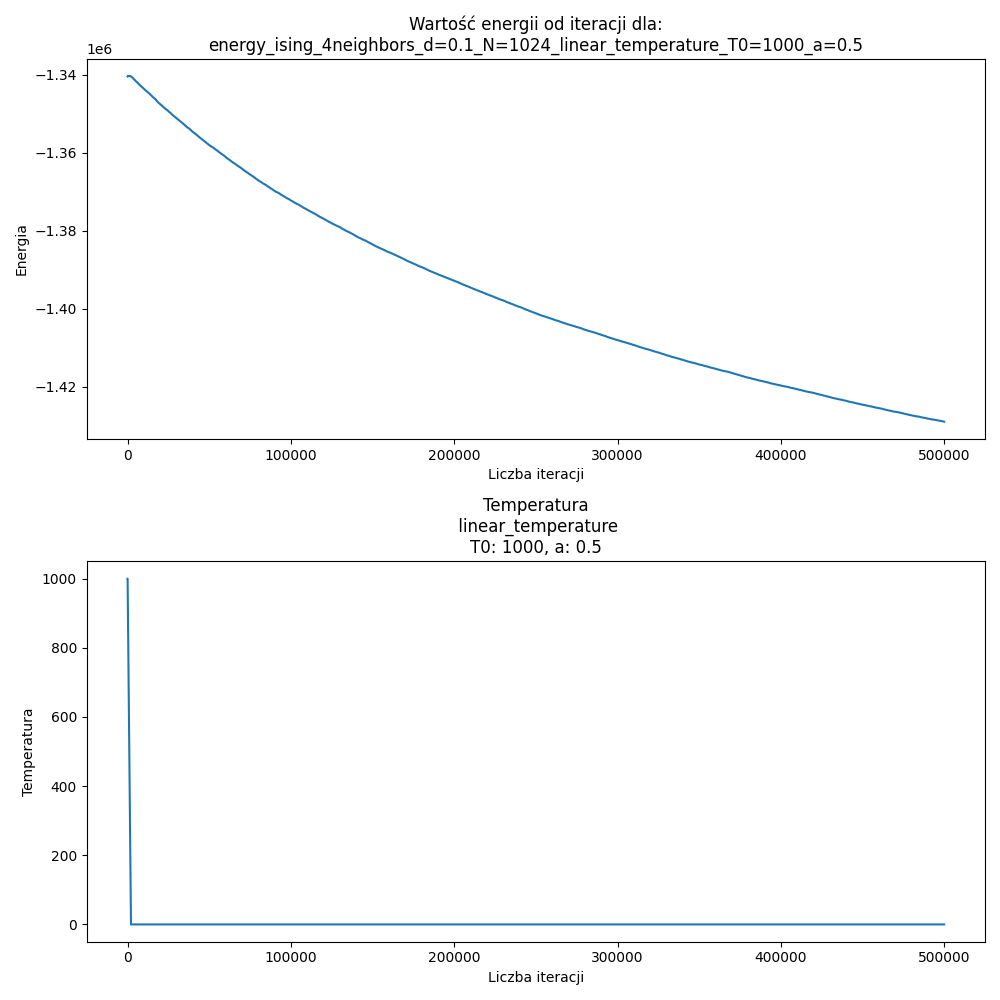 Wartość energii od iteracji dla:
energy_ising_4neighbors_d=0.1_N=1024_linear_temperature_T0=1000_a=0.5
1e6
−1.34
−1.36
−1.38
−1.40
−1.42
Energia
0
100000
200000
300000
400000
500000
Liczba iteracji
Temperatura
linear_temperature
T0: 1000, a: 0.5
1000
800
600
400
200
0
Temperatura
0
100000
200000
300000
400000
500000
Liczba iteracji